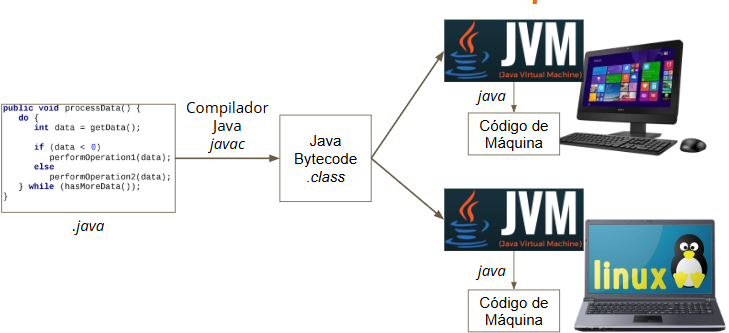 public void processData() {
do {
int data = getData();
if (data < 0)
performOperation1(data);
else
performOperation2(data);
} while (hasMoreData());
}
.java
Compilador
Java
javac
Java
Bytecode
.class
JVM
Java
(Java Virtual Machine)
java
Código de
Máquina
JVM
Java
(Java Virtual Machine)
java
Código de
Máquina
linux